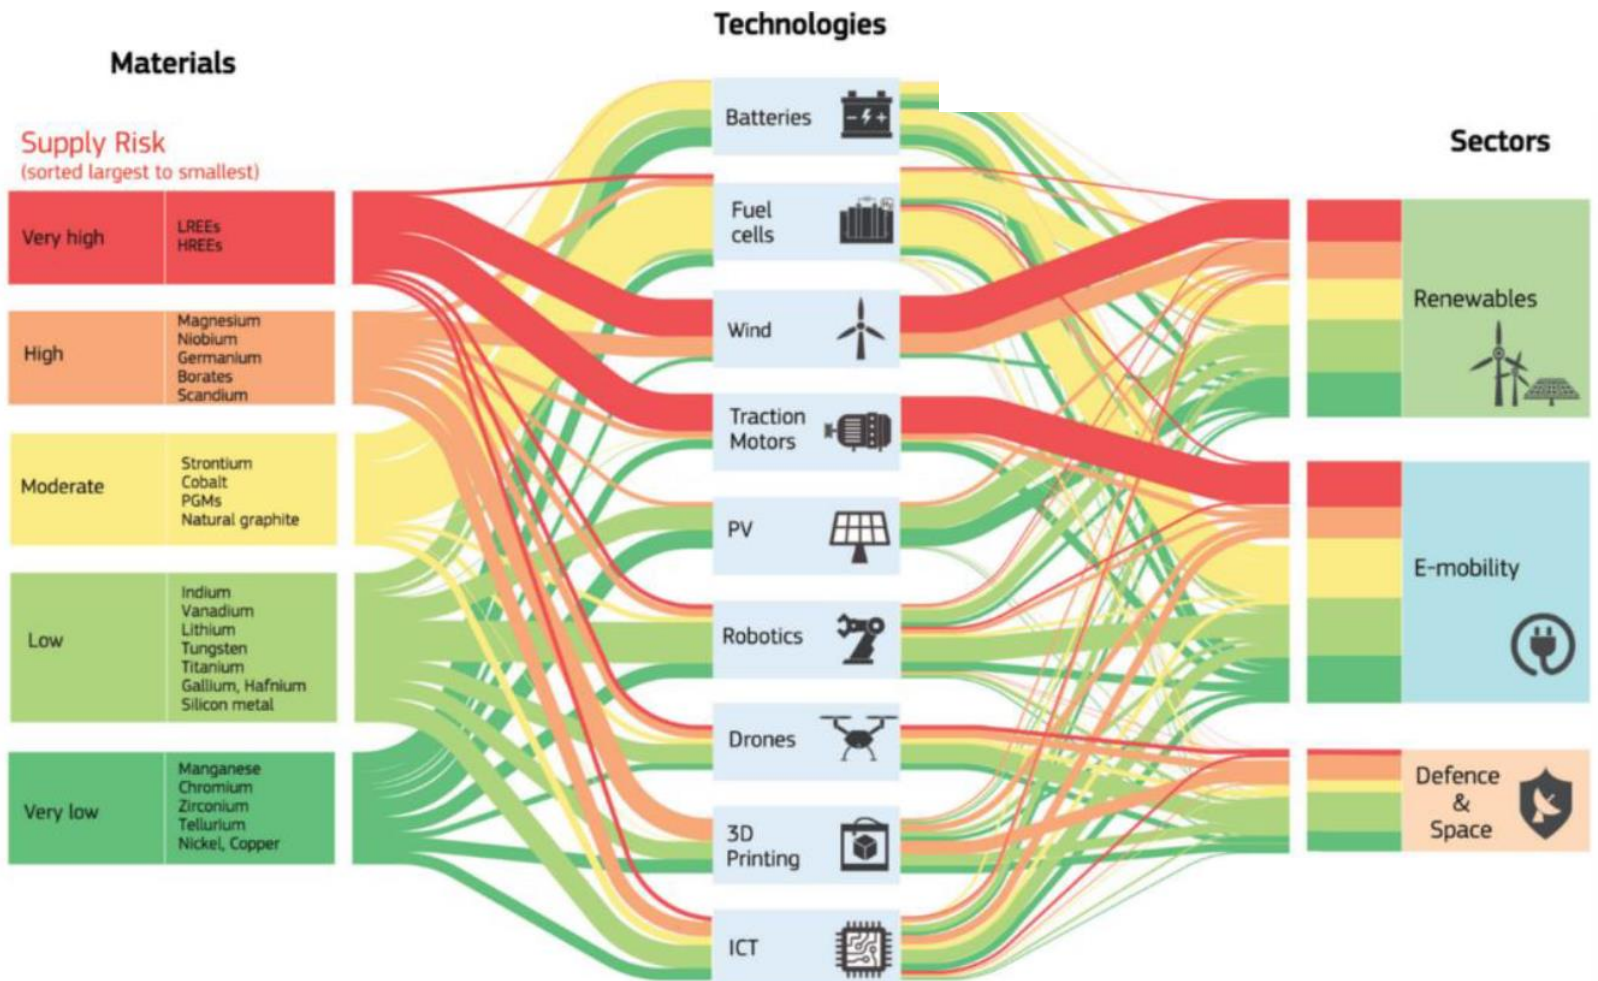 Technologies
Materials
Supply Risk
(sorted largest to smallest)
Very high
LREEs
HREEs
High
Magnesium
Niobium
Germanium
Borates
Scandium
Moderate
Strontium
Cobalt
PGMs
Natural graphite
Low
Indium
Vanadium
Lithium
Tungsten
Titanium
Gallium, Hafnium
Silicon metal
Very low
Manganese
Chromium
Zirconium
Tellurium
Nickel, Copper
Batteries
Fuel
cells
Wind
Traction
Motors
PV
Robotics
Drones
3D
Printing
ICT
Sectors
Renewables
E-mobility
Defence
&
Space